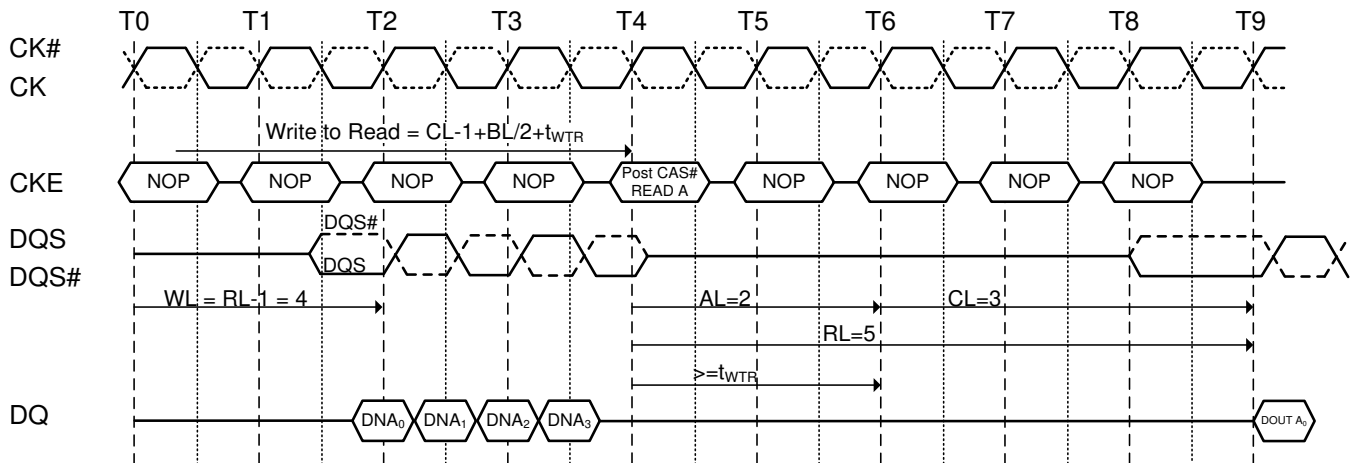 T0 T1 T2 T3 T4 T5 T6 T7 T8 T9
CK#
CK
Write to Read = CL-1+BL/2+tWTR
CKE
NOP NOP NOP NOP Post CAS# READ A NOP NOP NOP NOP
DQS
DQS#
DQS#
DQS
WL = RL-1 = 4
AL=2
CL=3
RL=5
>=tWTR
DQ
DNA0 DNA1 DNA2 DNA3
DOUT A0